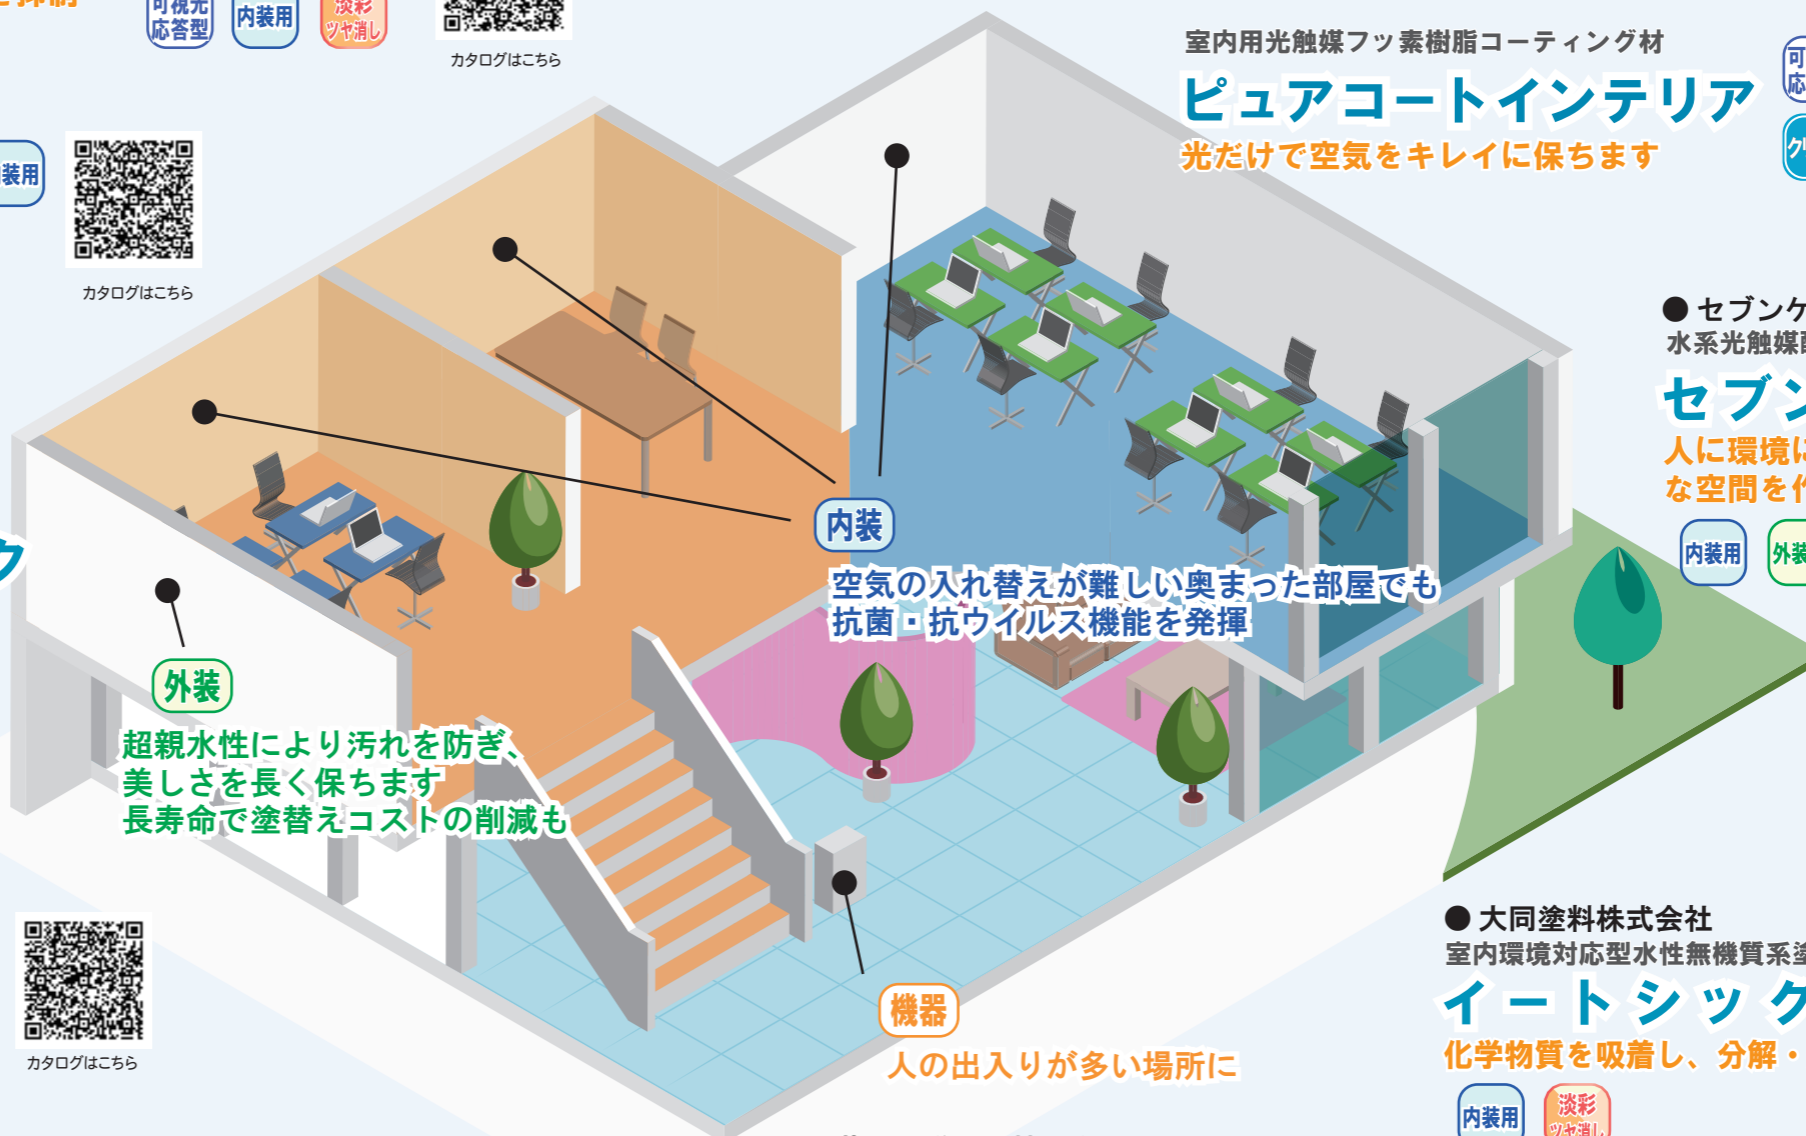 可視光
応答型
内装用
淡彩
ツヤ消し
カタログはこちら
装用
カタログはこちら
室内用光触媒フッ素樹脂コーティング材
ピュアコートインテリア
光だけで空気をキレイに保ちます
● セブンケ
水系光触媒
セブン
人に環境に
な空間を作
内装用
外装
内装
空気の入れ替えが難しい奥まった部屋でも
抗菌・抗ウイルス機能を発揮
ク
外装
超親水性により汚れを防ぎ、
美しさを長く保ちます
長寿命で塗替えコストの削減も
カタログはこちら
機器
人の出入りが多い場所に
● 大同塗料株式会社
室内環境対応型水性無機質系塗
イートシック
化学物質を吸着し、分解・
内装用
淡彩
ツヤ消し